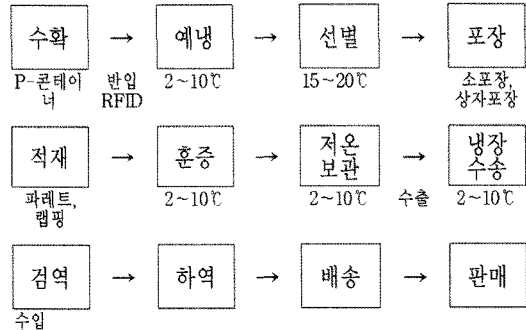 수확 → 예냉 → 선별 → 포장
P-콘테이너 반입 RFID 2~10℃ 15~20℃ 소포장, 상자포장
적재 → 훈증 → 저온 보관 → 냉장 수송
파레트, 랩핑 2~10℃ 2~10℃ 수출 2~10℃
검역 → 하역 → 배송 → 판매
수입